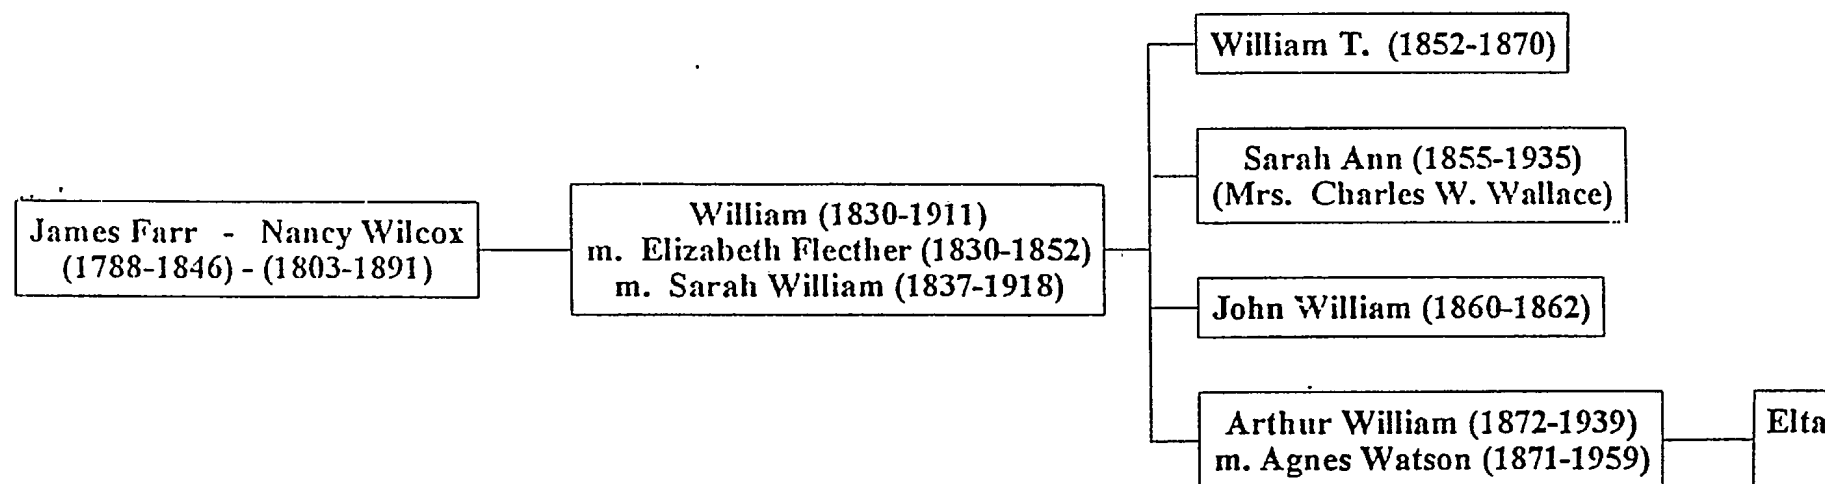 James Farr - Nancy Wilcox
(1788-1846) - (1803-1891)
William (1830-1911)
m. Elizabeth Flecther (1830-1852)
m. Sarah William (1837-1918)
William T. (1852-1870)
Sarah Ann (1855-1935)
(Mrs. Charles W. Wallace)
John William (1860-1862)
Arthur William (1872-1939)
m. Agnes Watson (1871-1959)
Elta